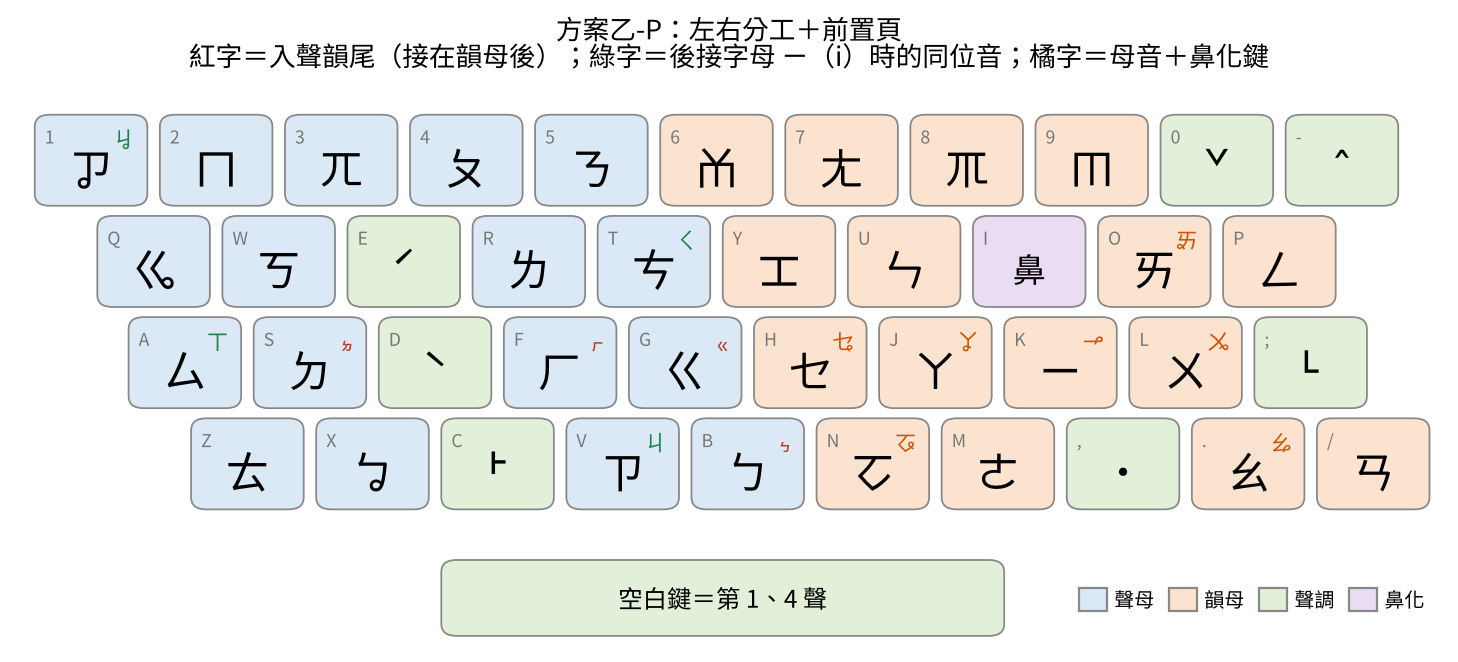 方案乙-P：左右分工＋前置頁
紅字＝入聲韻尾（接在韻母後）；綠字＝後接字母 ㄧ（i）時的同位音；橘字＝母音＋鼻化鍵
1 ㆡ ㆢ 2 ㄇ 3 ㄫ 4 ㄆ 5 ㄋ 6 ㆱ 7 ㄤ 8 ㆭ 9 ㆬ 0 ˇ - ˆ
Q ㆣ W ㄎ E ˊ R ㄌ T ㄘ ㄑ Y ㆤ U ㄣ I 鼻 O ㄞ ㆮ P ㄥ
A ㄙ ㄒ S ㄉ ㆵ D ˋ F ㄏ ㆷ G ㄍ ㆶ H ㆤ ㆥ J ㄚ ㆩ K ㄧ ㆪ L ㄨ ㆫ ; ˪
Z ㄊ X ㆠ C ˫ V ㄗ ㄐ B ㄅ ㆴ N ㆦ ㆧ M ㄜ , ˙ . ㄠ ㆯ / ㄢ
空白鍵＝第 1、4 聲
聲母 韻母 聲調 鼻化